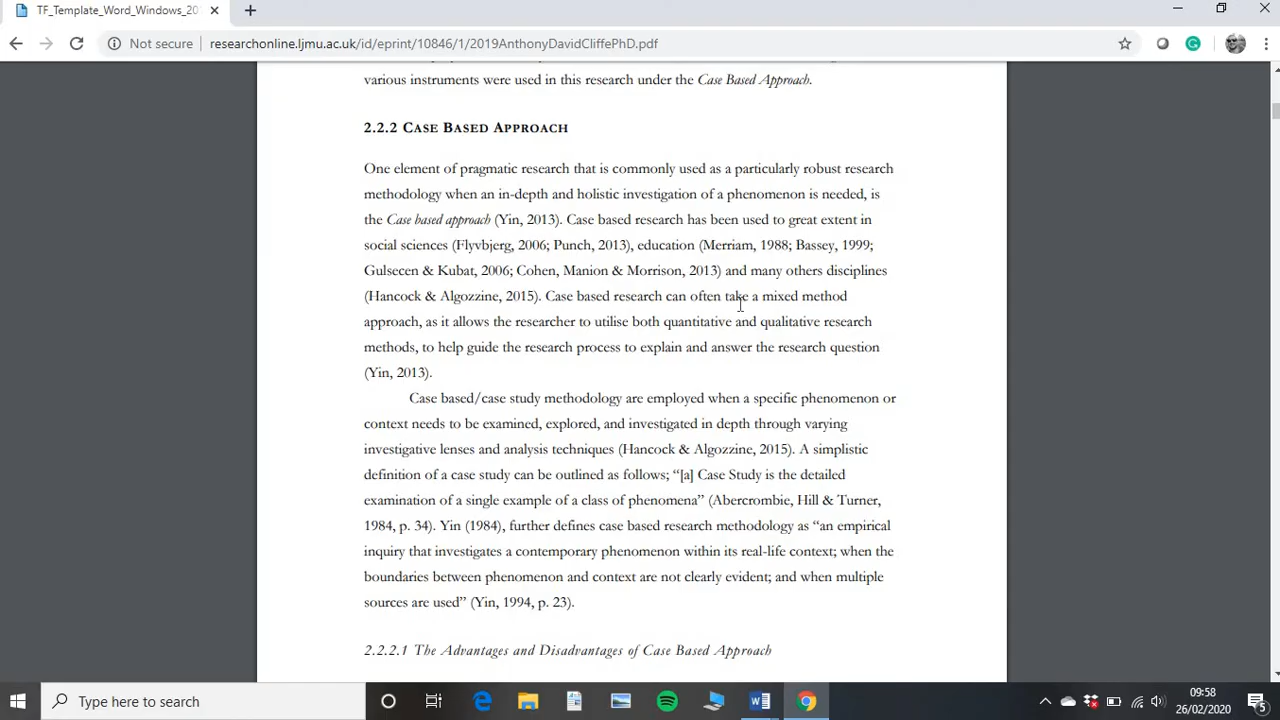 TF_Template_Word_Windows_20
Not secure
researchonline.ljmu.ac.uk/id/eprint/10846/1/2019AnthonyDavidCliffePhD.pdf
various instruments were used in this research under the Case Based Approach.
2.2.2 CASE BASED APPROACH
One element of pragmatic research that is commonly used as a particularly robust research
methodology when an in-depth and holistic investigation of a phenomenon is needed, is
the Case based approach (Yin, 2013). Case based research has been used to great extent in
social sciences (Flyvbjerg, 2006; Punch, 2013), education (Merriam, 1988; Bassey, 1999;
Gulsecen & Kubat, 2006; Cohen, Manion & Morrison, 2013) and many others disciplines
(Hancock & Algozzine, 2015). Case based research can often take a mixed method
approach, as it allows the researcher to utilise both quantitative and qualitative research
methods, to help guide the research process to explain and answer the research question
(Yin, 2013).
Case based/case study methodology are employed when a specific phenomenon or
context needs to be examined, explored, and investigated in depth through varying
investigative lenses and analysis techniques (Hancock & Algozzine, 2015). A simplistic
definition of a case study can be outlined as follows; “[a] Case Study is the detailed
examination of a single example of a class of phenomena” (Abercrombie, Hill & Turner,
1984, p. 34). Yin (1984), further defines case based research methodology as “an empirical
inquiry that investigates a contemporary phenomenon within its real-life context; when the
boundaries between phenomenon and context are not clearly evident; and when multiple
sources are used” (Yin, 1994, p. 23).
2.2.2.1 The Advantages and Disadvantages of Case Based Approach
Type here to search
09:58
26/02/2020
5